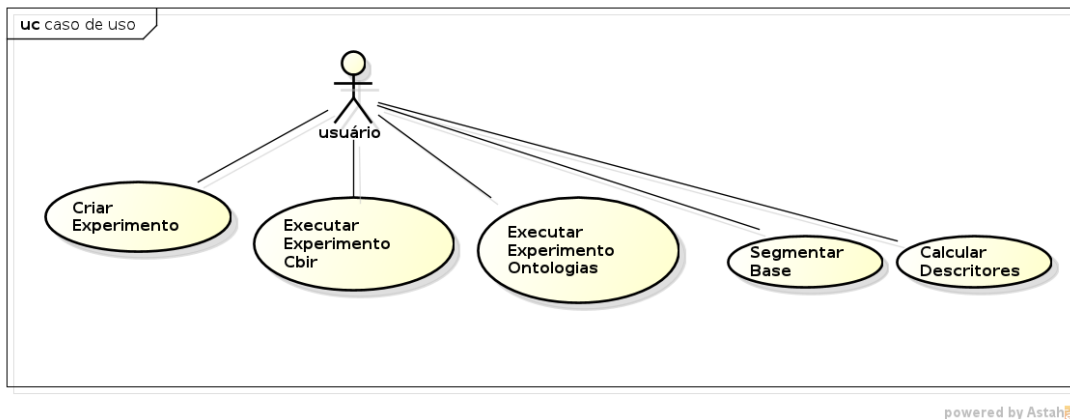 uc caso de uso
usuário
Criar
Experimento
Executar
Experimento
Cbir
Executar
Experimento
Ontologias
Segmentar
Base
Calcular
Descritores
powered by Astah